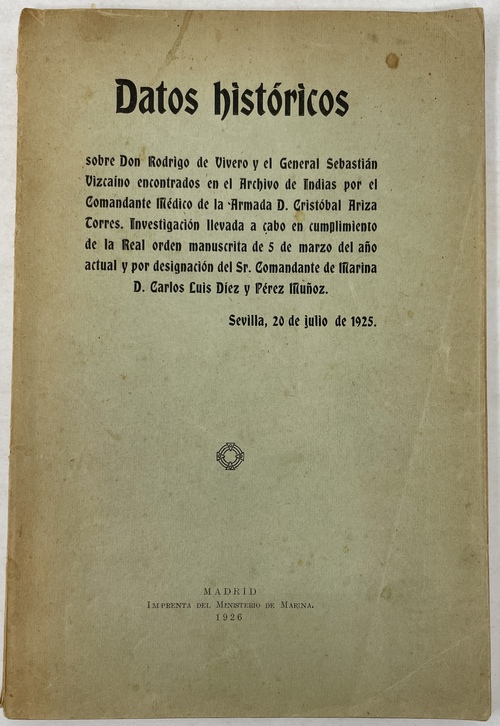 Datos históricos
sobre Don Rodrigo de Vivero y el General Sebastián
Vizcaíno encontrados en el Archivo de Indias por el
Comandante Médico de la Armada D. Cristóbal Ariza
Torres. Investigación llevada a cabo en cumplimiento
de la Real orden manuscrita de 5 de marzo del año
actual y por designación del Sr. Comandante de Marina
D. Carlos Luis Díez y Pérez Muñoz.
Sevilla, 20 de julio de 1925.
MADRID
Imprenta del Ministerio de Marina.
1926